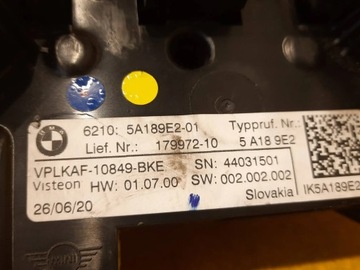 6210: 5A189E2-01 Typpruf. Nr.:
Lief. Nr.: 179972-10 5 A18 9E2
VPLKAF-10849-BKE SN: 44031501
Visteon HW: 01.07.00 SW: 002.002.002
26/06/20 Slovakia IK5A189E2
MINI